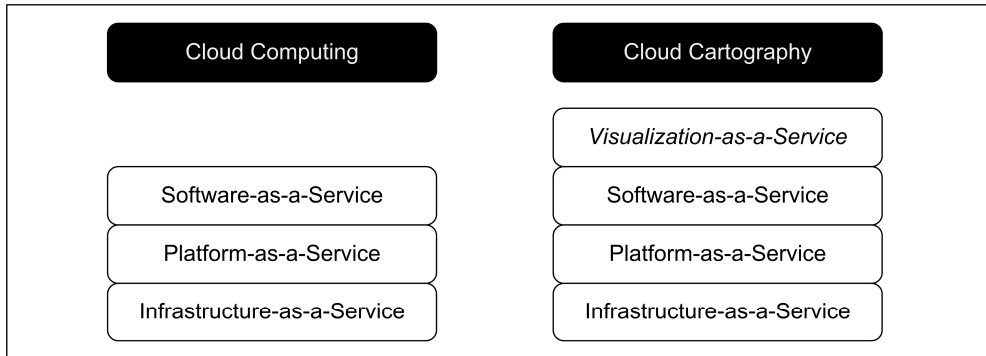 Cloud Computing
Software-as-a-Service
Platform-as-a-Service
Infrastructure-as-a-Service
Cloud Cartography
Visualization-as-a-Service
Software-as-a-Service
Platform-as-a-Service
Infrastructure-as-a-Service